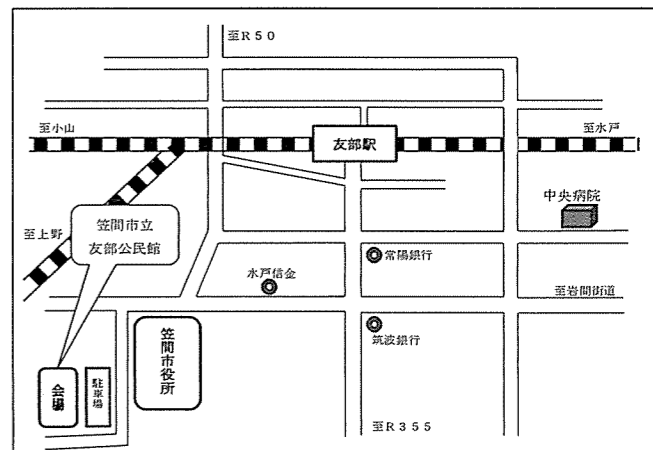 至R50
至小山
友部駅
至水戸
中央病院
笠間市立
友部公民館
至上野
常陽銀行
水戸信金
至岩間街道
筑波銀行
笠間市役所
会場
駐車場
至R355